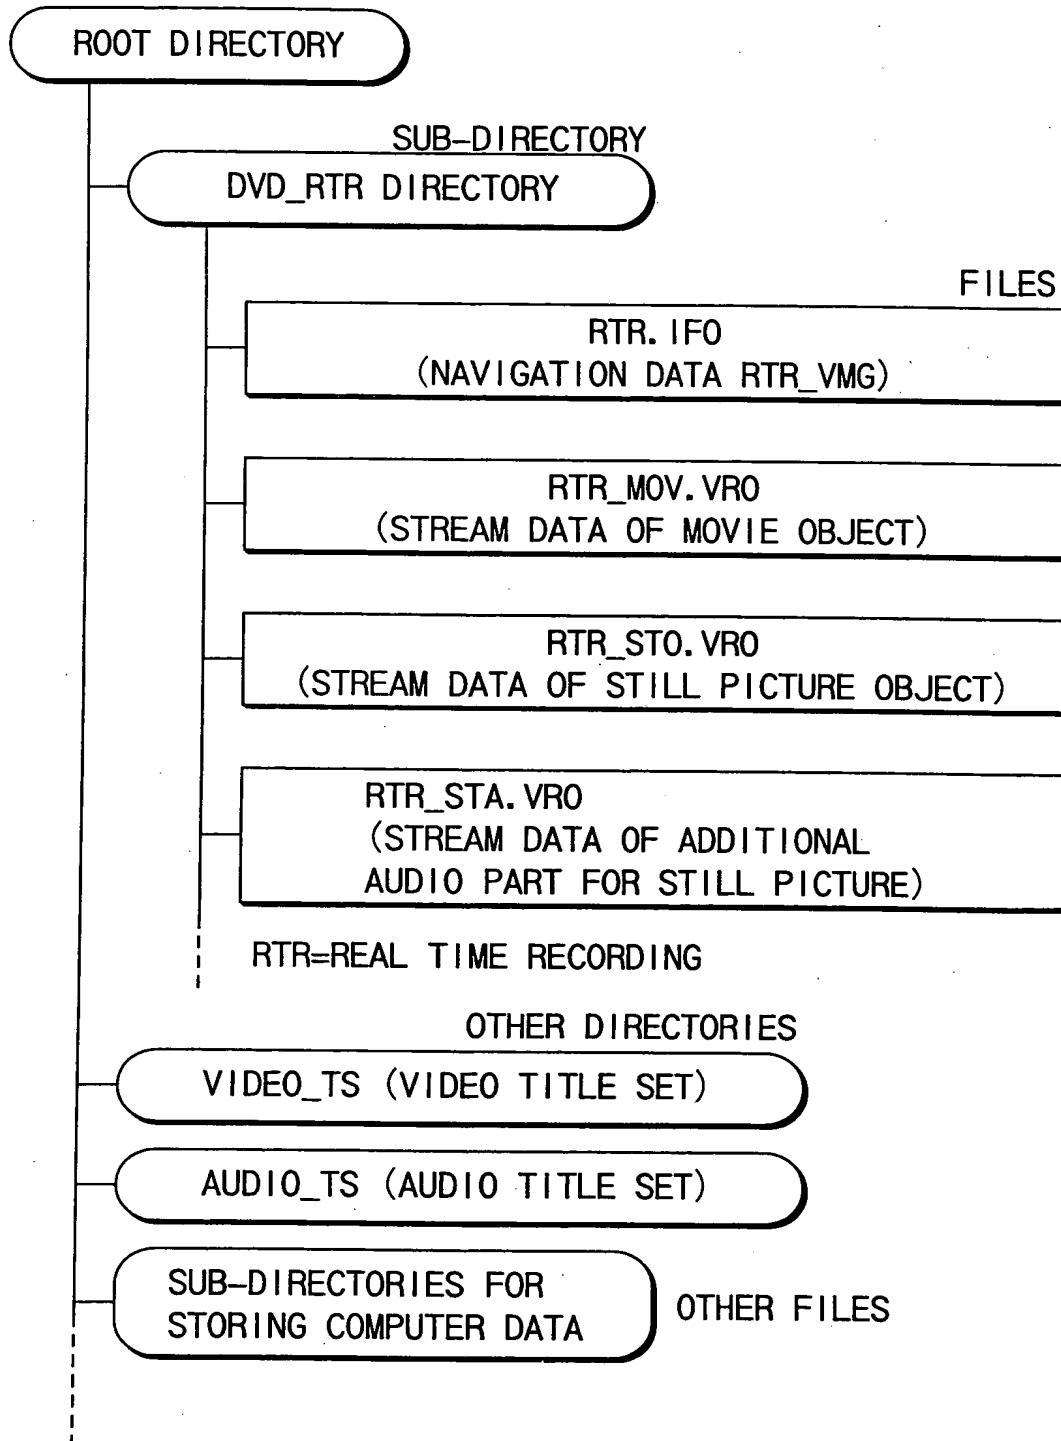 ROOT DIRECTORY
SUB-DIRECTORY
DVD_RTR DIRECTORY
FILES
RTR.IFO
(NAVIGATION DATA RTR_VMG)
RTR_MOV.VRO
(STREAM DATA OF MOVIE OBJECT)
RTR_STO.VRO
(STREAM DATA OF STILL PICTURE OBJECT)
RTR_STA.VRO
(STREAM DATA OF ADDITIONAL
AUDIO PART FOR STILL PICTURE)
RTR=REAL TIME RECORDING
OTHER DIRECTORIES
VIDEO_TS (VIDEO TITLE SET)
AUDIO_TS (AUDIO TITLE SET)
SUB-DIRECTORIES FOR
STORING COMPUTER DATA
OTHER FILES